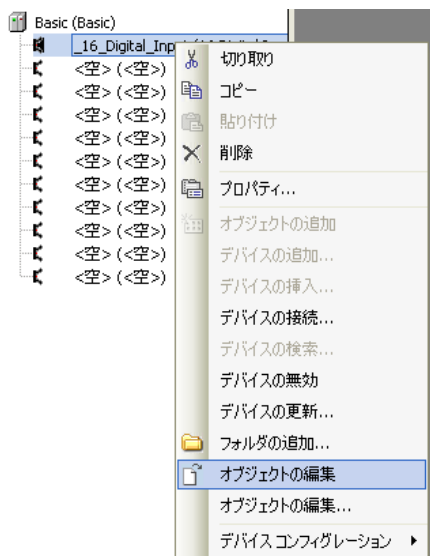 Basic (Basic)
_16_Digital_Inp
<空> (<空>)
<空> (<空>)
<空> (<空>)
<空> (<空>)
<空> (<空>)
<空> (<空>)
<空> (<空>)
<空> (<空>)
<空> (<空>)
<空> (<空>)
切り取り
コピー
貼り付け
削除
プロパティ...
オブジェクトの追加
デバイスの追加...
デバイスの挿入...
デバイスの接続...
デバイスの検索...
デバイスの無効
デバイスの更新...
フォルダの追加...
オブジェクトの編集
オブジェクトの編集...
デバイス コンフィグレーション